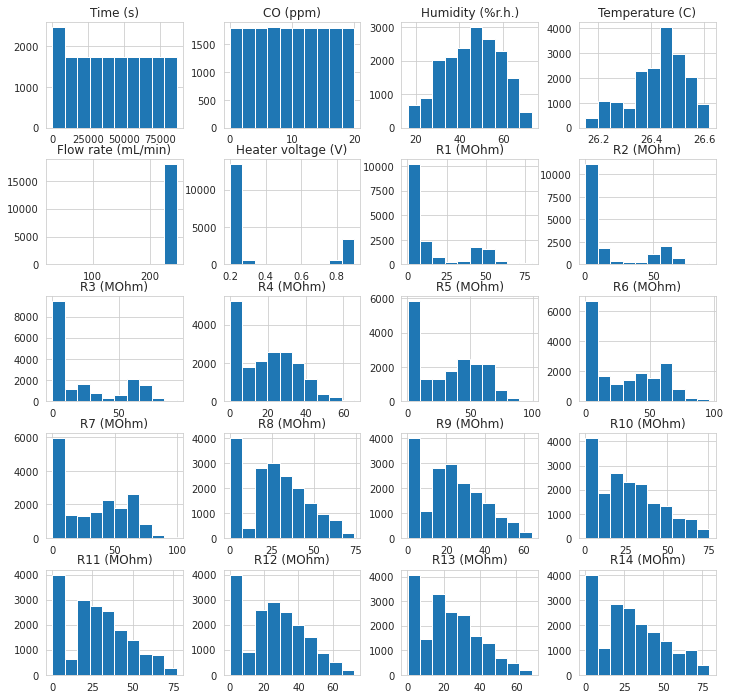 Time (s) CO (ppm) Humidity (%r.h.) Temperature (C)
2000 1500 3000 4000
1000 1000 2000 3000
500 1000 2000
1000
0 0 0 0
0 25000 50000 75000 0 10 20 20 40 60 26.2 26.4 26.6
Flow rate (mL/min) Heater voltage (V) R1 (MOhm) R2 (MOhm)
15000 10000 10000 10000
10000 5000 7500 7500
5000 5000 5000
2500 2500
0 0 0 0
100 200 0.2 0.4 0.6 0.8 0 25 50 75 0 50
R3 (MOhm) R4 (MOhm) R5 (MOhm) R6 (MOhm)
8000 4000 6000 6000
6000 2000 4000 4000
4000 2000 2000
2000
0 0 0 0
0 50 0 20 40 60 0 50 100 0 50 100
R7 (MOhm) R8 (MOhm) R9 (MOhm) R10 (MOhm)
6000 4000 4000 4000
4000 3000 3000 3000
2000 2000 2000 2000
1000 1000 1000
0 0 0 0
0 50 100 0 25 50 75 0 20 40 60 0 25 50 75
R11 (MOhm) R12 (MOhm) R13 (MOhm) R14 (MOhm)
4000 4000 4000 4000
3000 3000 3000 3000
2000 2000 2000 2000
1000 1000 1000 1000
0 0 0 0
0 25 50 75 0 20 40 60 0 20 40 60 0 25 50 75